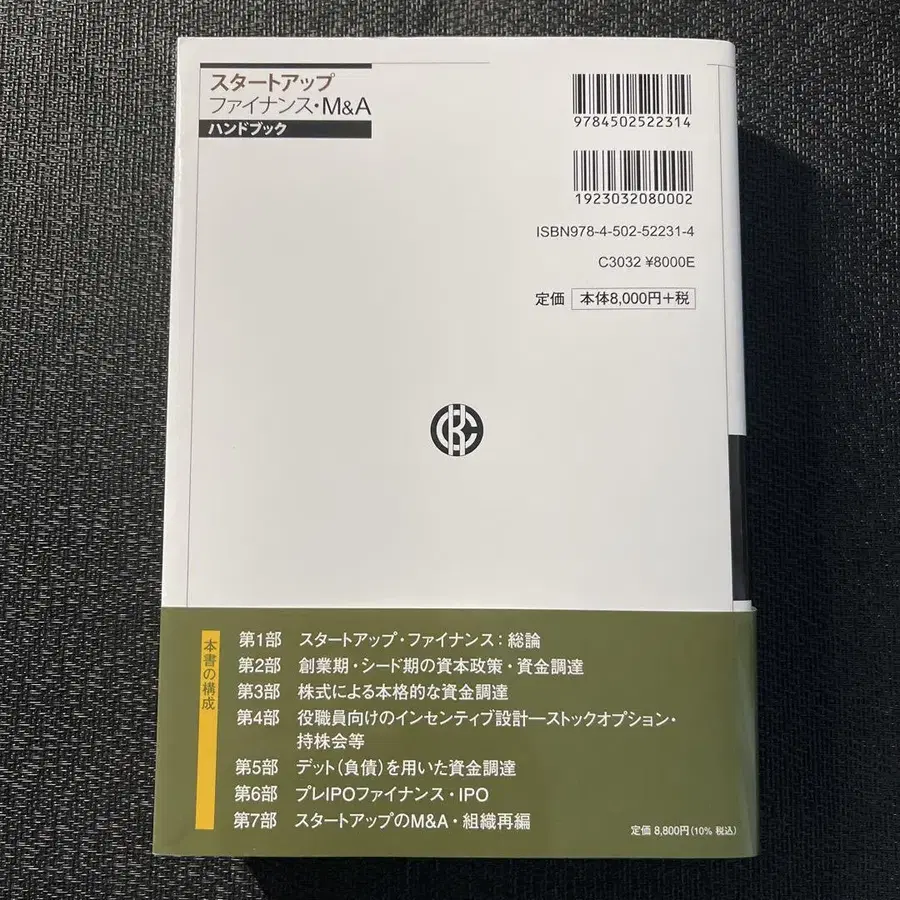 スタートアップ
ファイナンス・M&A
ハンドブック
9784502522314
1923032080002
ISBN978-4-502-52231-4
C3032 ¥8000E
定価 本体8,000円+税
本書の構成
第1部 スタートアップ・ファイナンス:総論
第2部 創業期・シード期の資本政策・資金調達
第3部 株式による本格的な資金調達
第4部 役職員向けのインセンティブ設計―ストックオプション・
持株会等
第5部 デット(負債)を用いた資金調達
第6部 プレIPOファイナンス・IPO
第7部 スタートアップのM&A・組織再編
定価 8,800円(10% 税込)